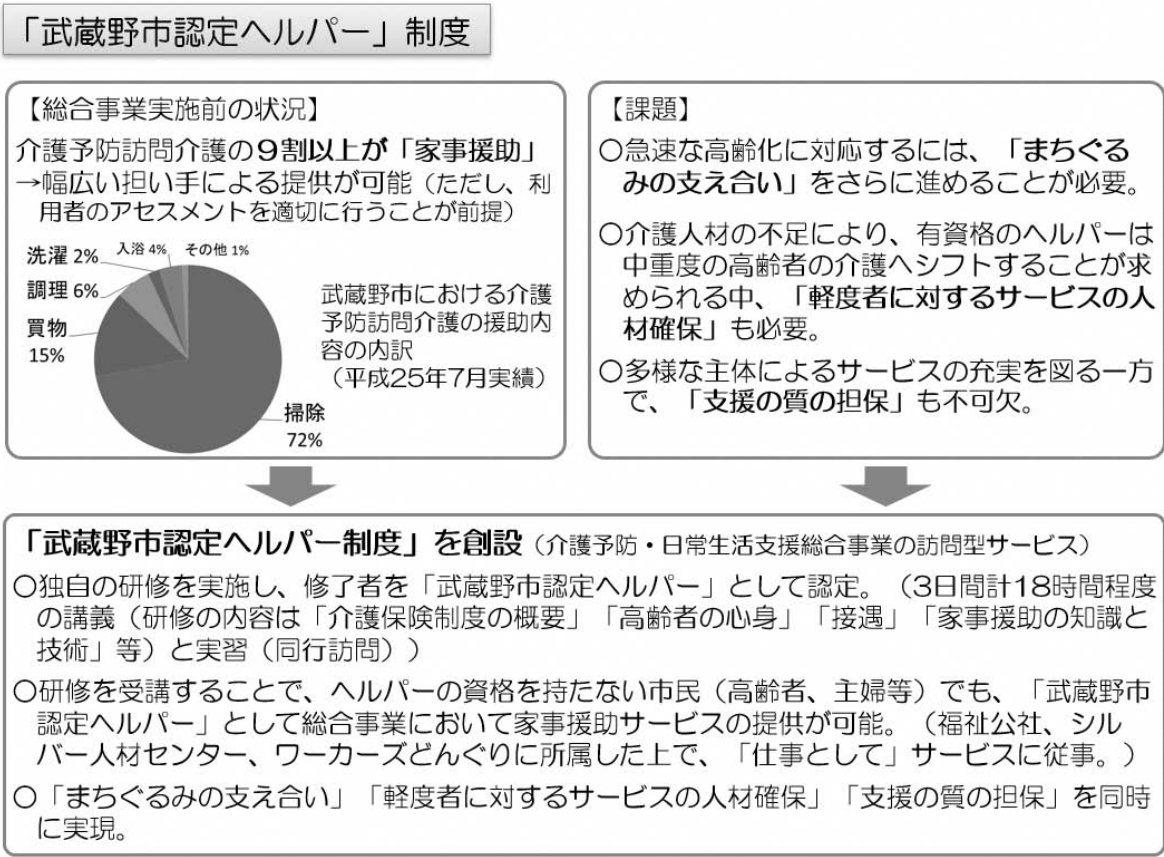 「武蔵野市認定ヘルパー」制度
【総合事業実施前の状況】
介護予防訪問介護の9割以上が「家事援助」
→幅広い担い手による提供が可能（ただし、利
用者のアセスメントを適切に行うことが前提）
洗濯 2%
入浴 4%
その他 1%
調理 6%
買物
15%
掃除
72%
武蔵野市における介護
予防訪問介護の援助内
容の内訳
（平成25年7月実績）
【課題】
○急速な高齢化に対応するには、「まちぐる
みの支え合い」をさらに進めることが必要。
○介護人材の不足により、有資格のヘルパーは
中重度の高齢者の介護へシフトすることが求
められる中、「軽度者に対するサービスの人
材確保」も必要。
○多様な主体によるサービスの充実を図る一方
で、「支援の質の担保」も不可欠。
「武蔵野市認定ヘルパー制度」を創設（介護予防・日常生活支援総合事業の訪問型サービス）
○独自の研修を実施し、修了者を「武蔵野市認定ヘルパー」として認定。（3日間計18時間程度
の講義（研修の内容は「介護保険制度の概要」「高齢者の心身」「接遇」「家事援助の知識と
技術」等）と実習（同行訪問））
○研修を受講することで、ヘルパーの資格を持たない市民（高齢者、主婦等）でも、「武蔵野市
認定ヘルパー」として総合事業において家事援助サービスの提供が可能。（福祉公社、シル
バー人材センター、ワーカーズどんぐりに所属した上で、「仕事として」サービスに従事。）
○「まちぐるみの支え合い」「軽度者に対するサービスの人材確保」「支援の質の担保」を同時
に実現。